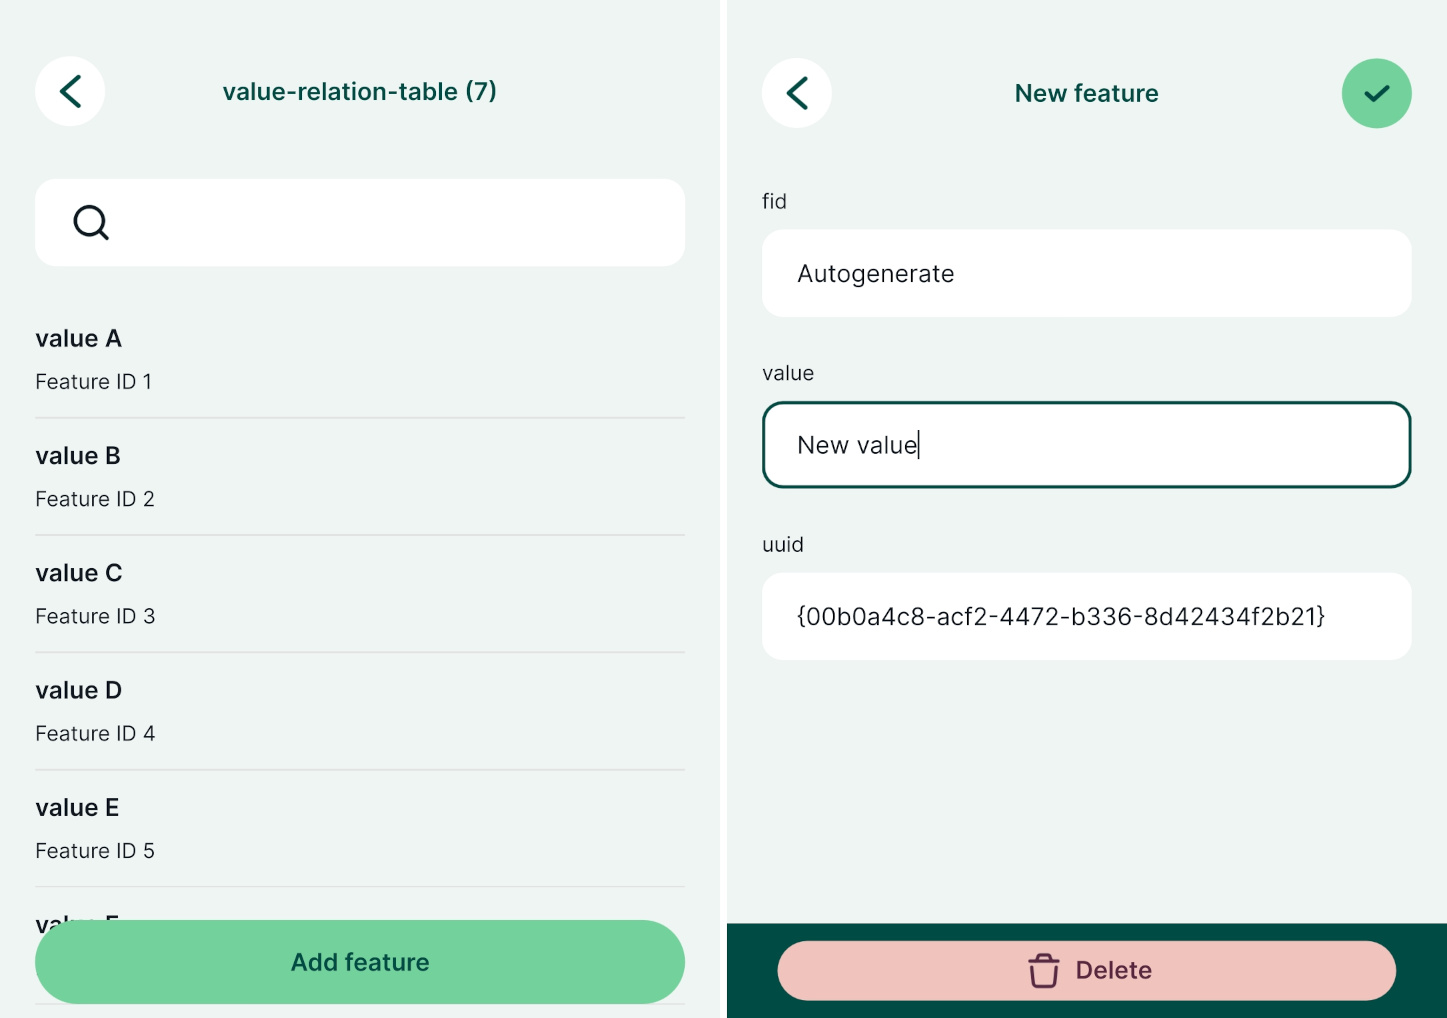 value-relation-table (7)
value A
Feature ID 1
value B
Feature ID 2
value C
Feature ID 3
value D
Feature ID 4
value E
Feature ID 5
Add feature
New feature
fid
Autogenerate
value
New value
uuid
{00b0a4c8-acf2-4472-b336-8d42434f2b21}
Delete